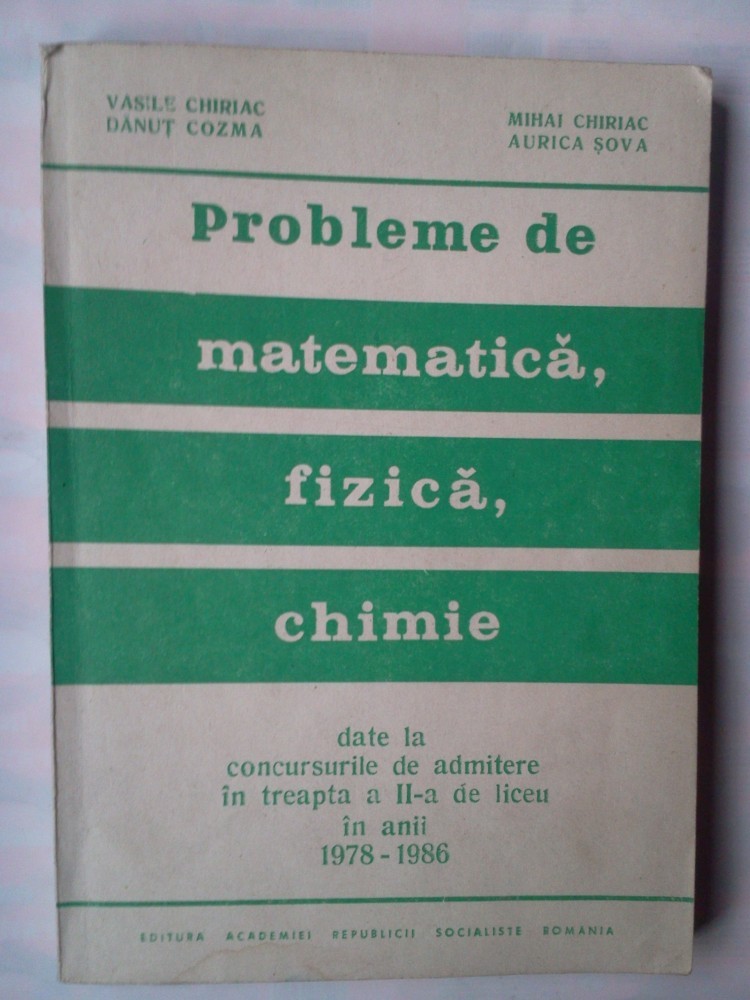 VASILE CHIRIAC
DĂNUȚ COZMA
MIHAI CHIRIAC
AURICA ȘOVA
Probleme de
matematică,
fizică,
chimie
date la
concursurile de admitere
în treapta a II-a de liceu
în anii
1978 - 1986
EDITURA ACADEMIEI REPUBLICII SOCIALISTE ROMÂNIA